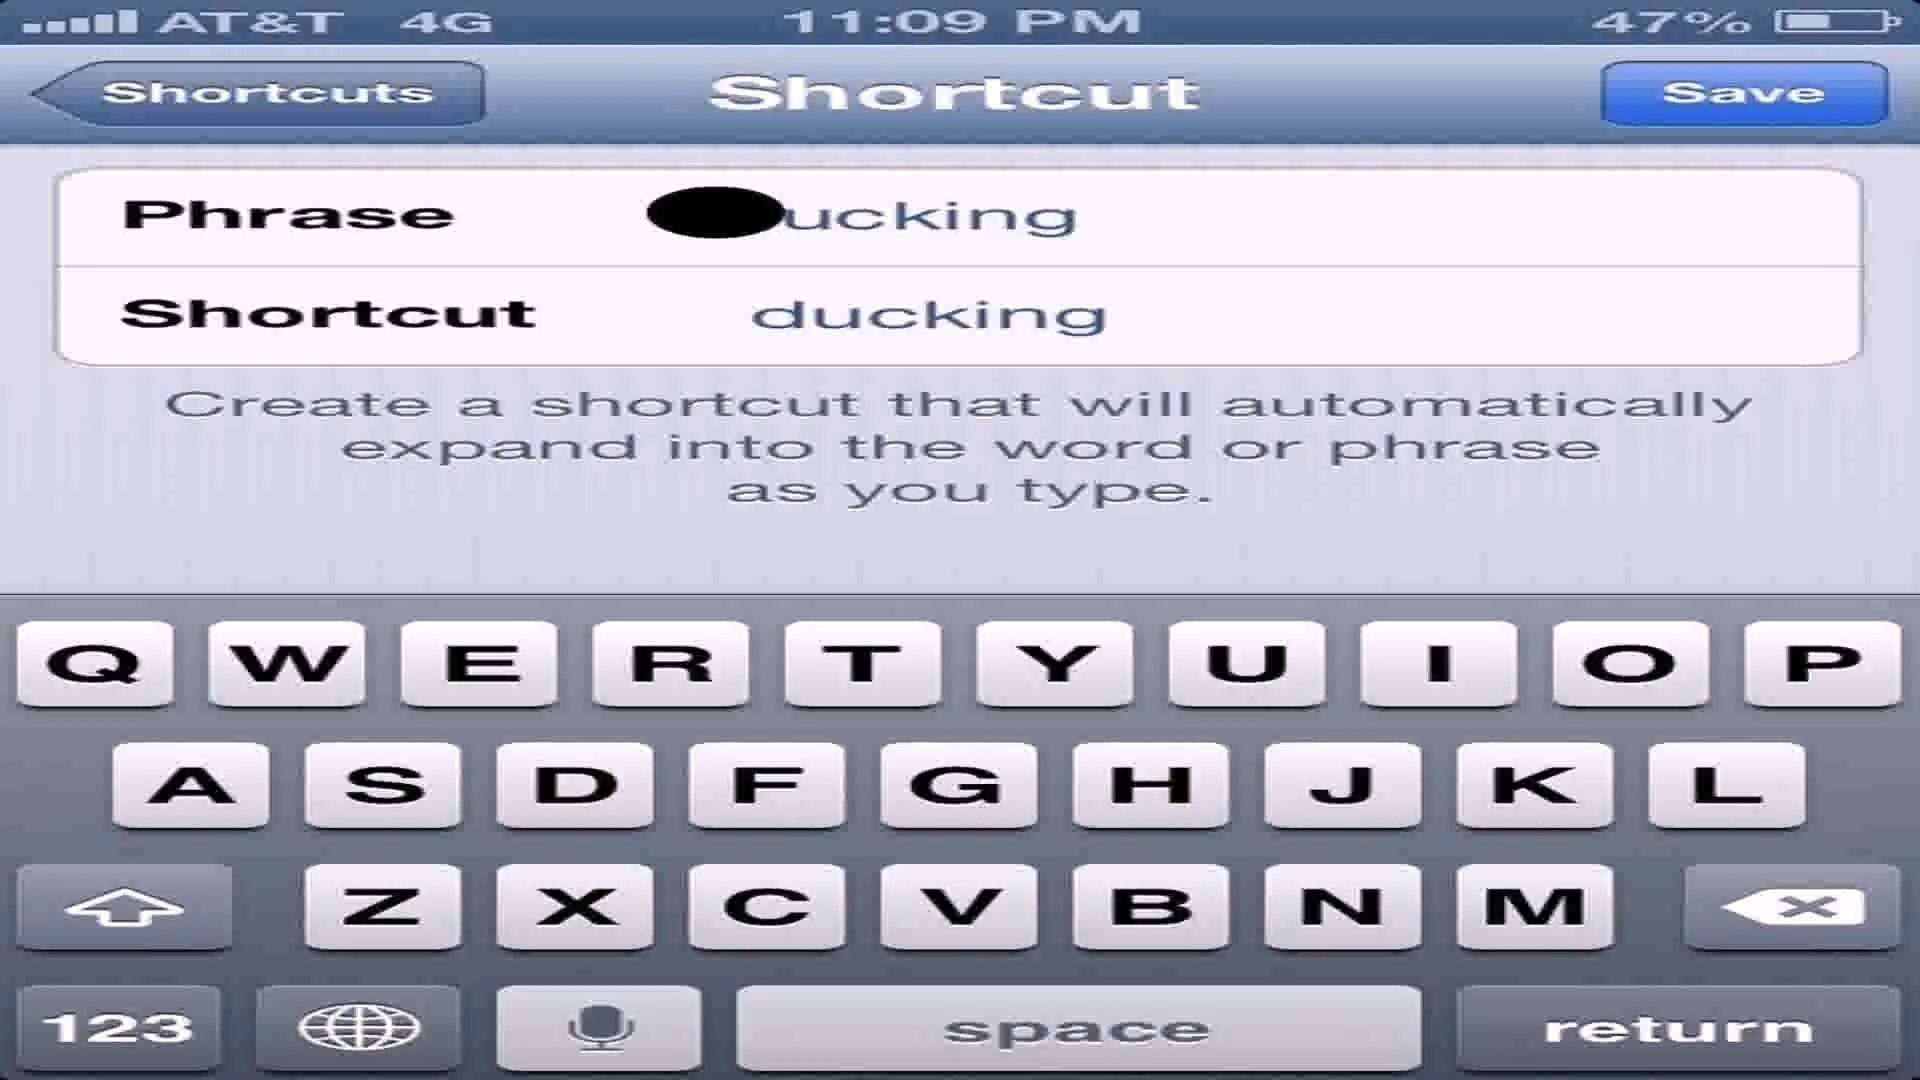 AT&T 4G 11:09 PM 47%
Shortcuts Shortcut Save
Phrase ucking
Shortcut ducking
Create a shortcut that will automatically
expand into the word or phrase
as you type.
Q W E R T Y U I O P
A S D F G H J K L
Z X C V B N M
123 space return